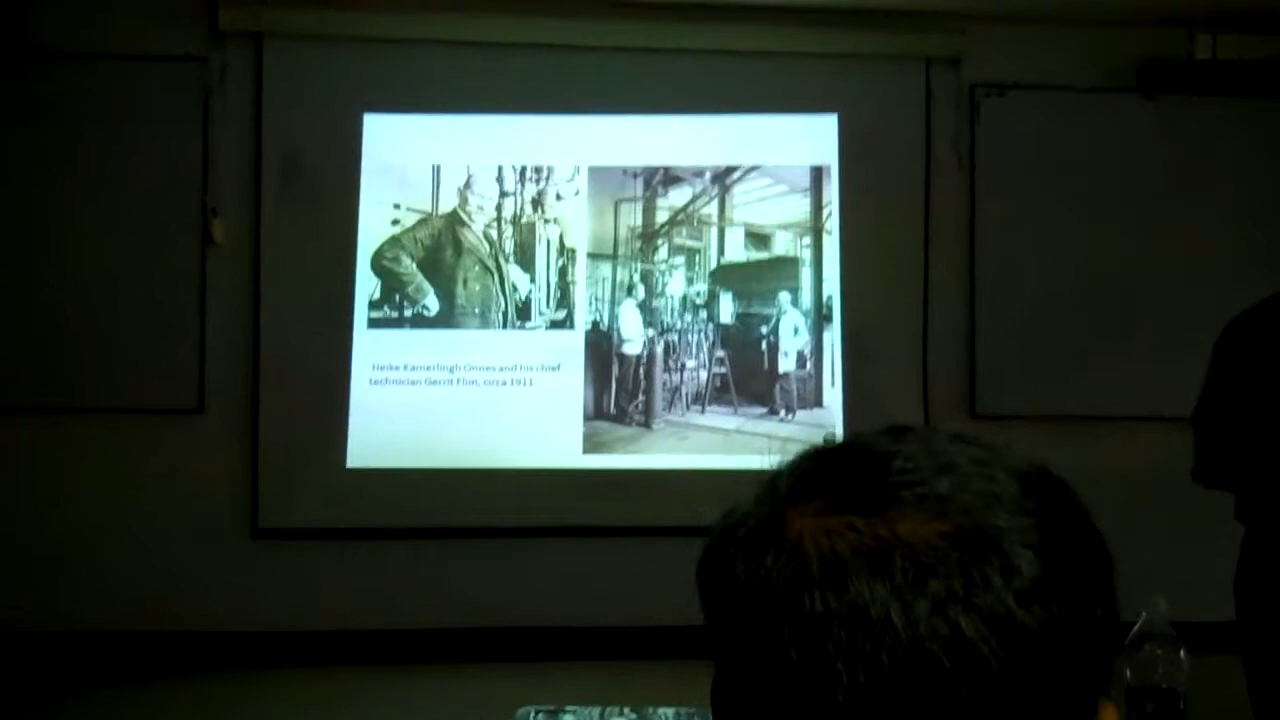 Heike Kamerlingh Onnes and his chief
technician Gerrit Flim, circa 1911